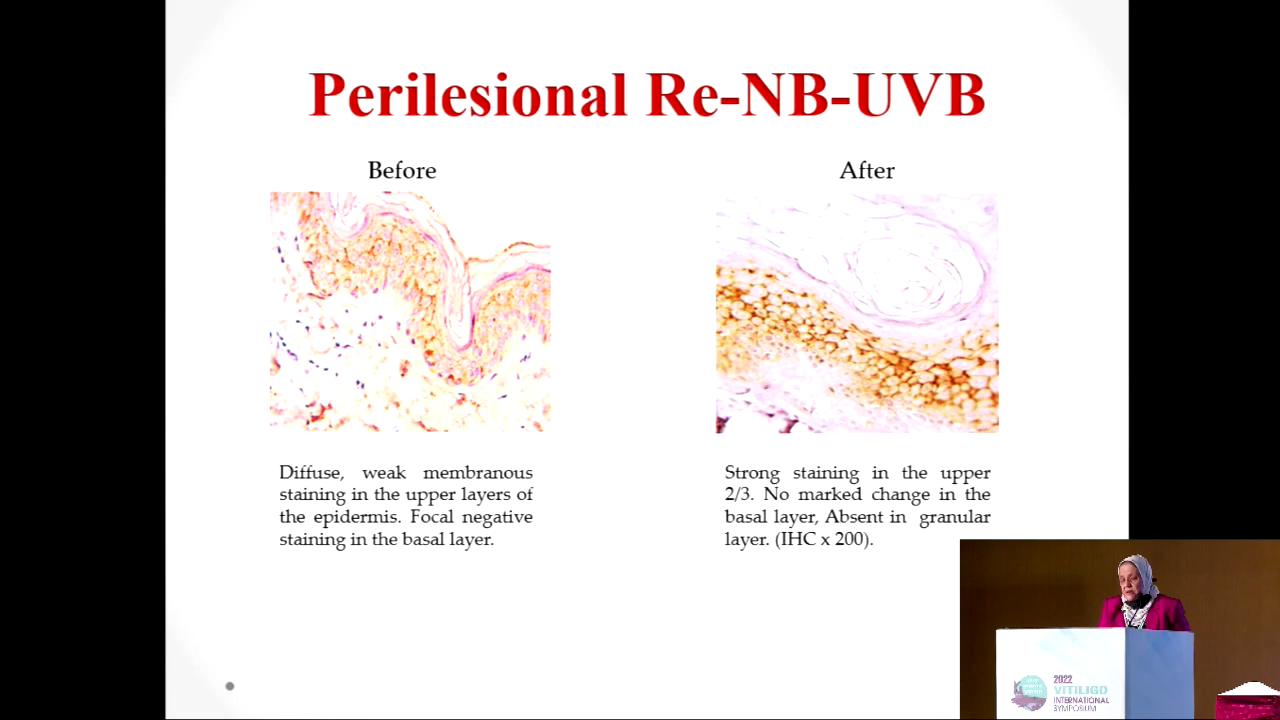 Perilesional Re-NB-UVB
Before
After
Diffuse, weak membranous
staining in the upper layers of
the epidermis. Focal negative
staining in the basal layer.
Strong staining in the upper
2/3. No marked change in the
basal layer, Absent in granular
layer. (IHC x 200).
2022
VITILIGO
INTERNATIONAL
SYMPOSIUM